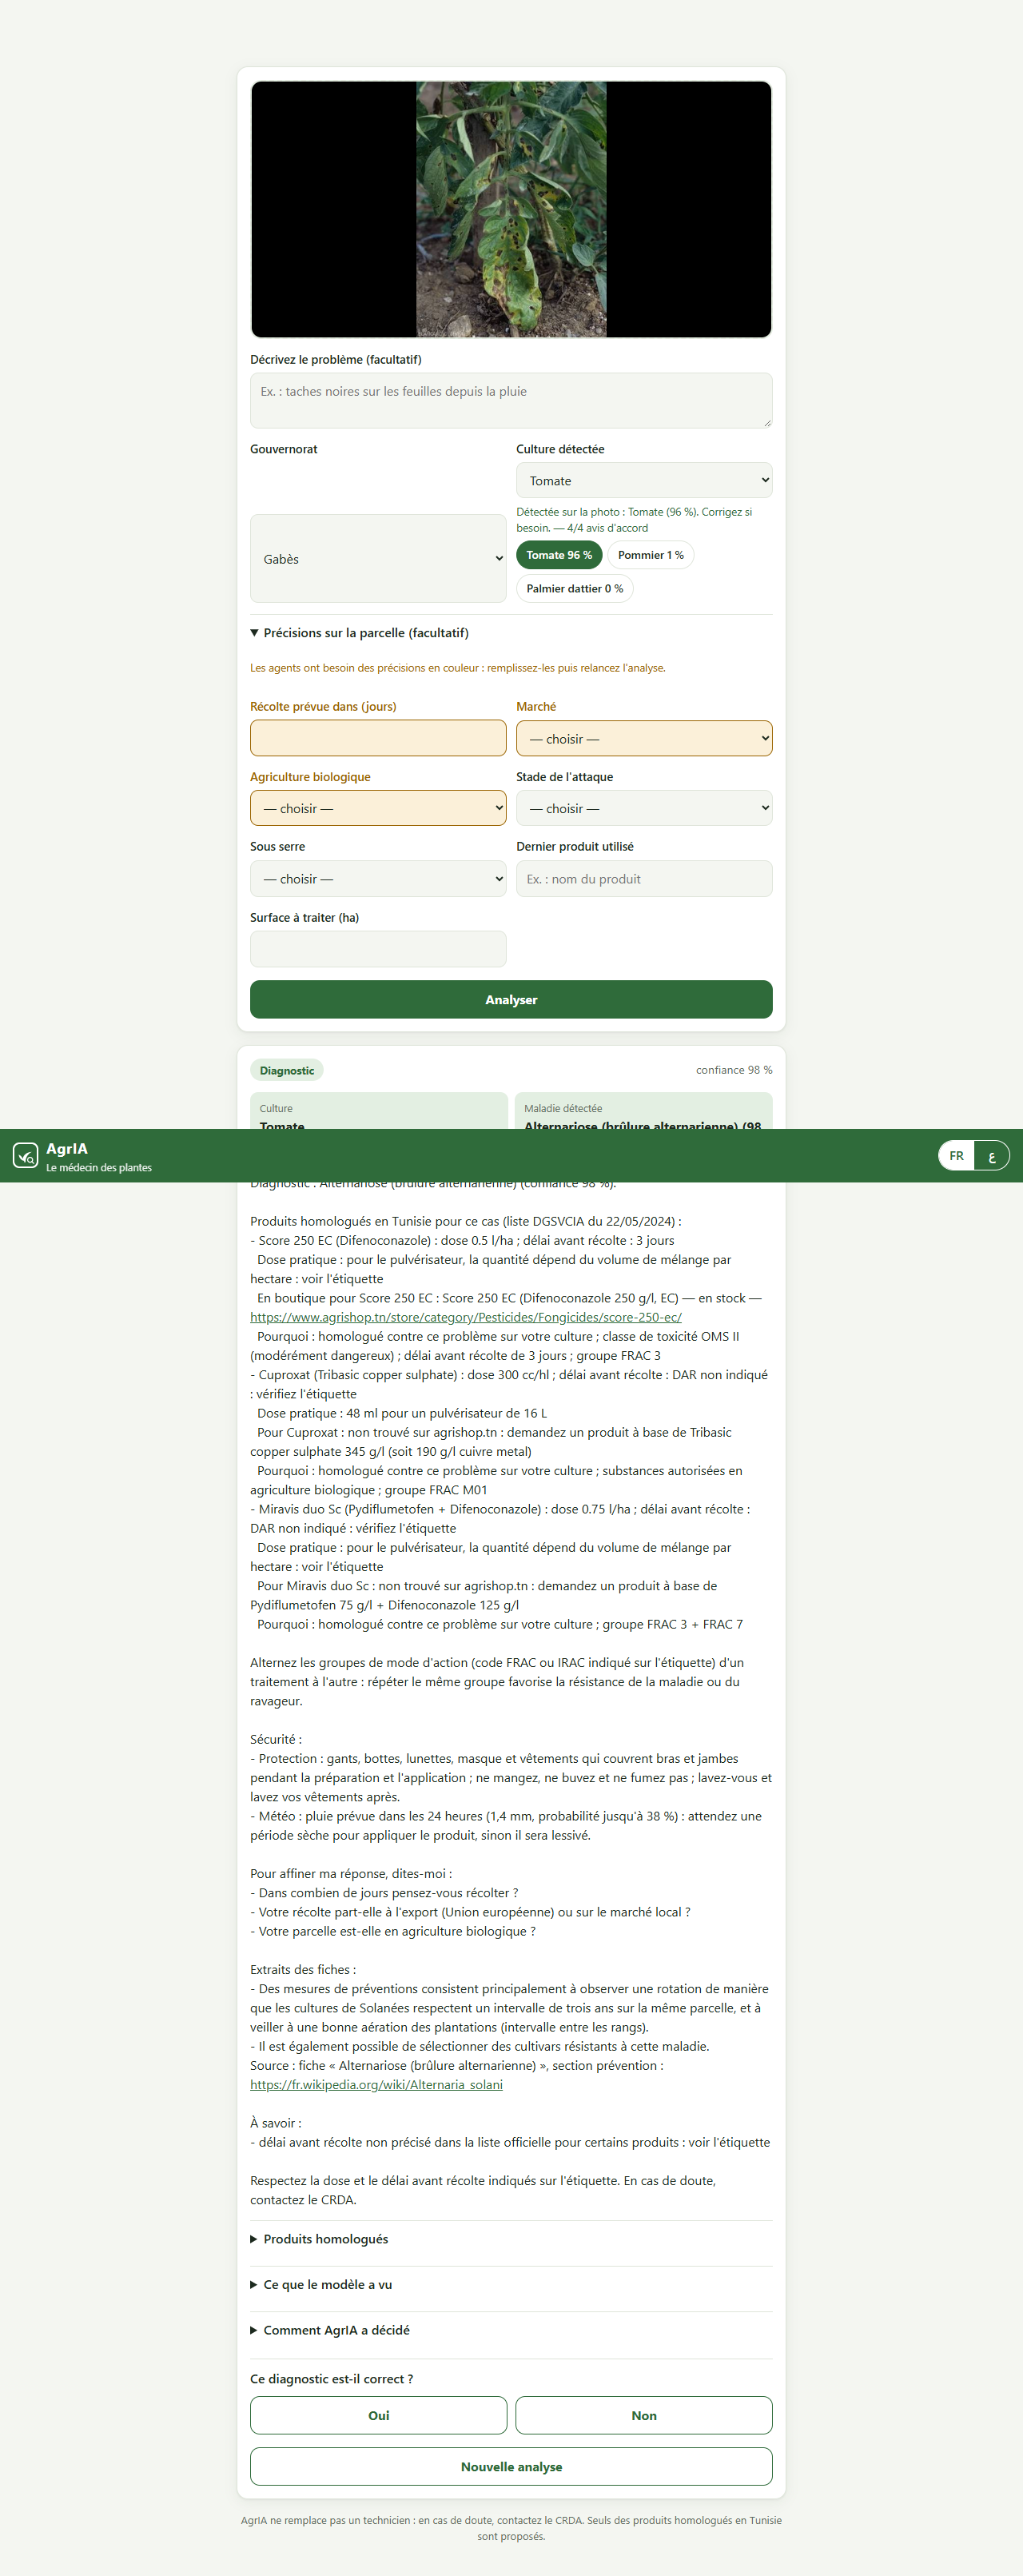 Décrivez le problème (facultatif)
Ex. : taches noires sur les feuilles depuis la pluie
Gouvernorat
Culture détectée
Tomate
Détectée sur la photo : Tomate (96 %). Corrigez si
besoin. — 4/4 avis d'accord
Gabès
Tomate 96 %
Pommier 1 %
Palmier dattier 0 %
▼ Précisions sur la parcelle (facultatif)
Les agents ont besoin des précisions en couleur : remplissez-les puis relancez l'analyse.
Récolte prévue dans (jours)
Marché
— choisir —
Agriculture biologique
Stade de l'attaque
— choisir —
— choisir —
Sous serre
Dernier produit utilisé
— choisir —
Ex. : nom du produit
Surface à traiter (ha)
Analyser
Diagnostic
confiance 98 %
Culture
Maladie détectée
Tomate
Alternariose (brûlure alternarienne) (98
AgrIA
Le médecin des plantes
FR
ع
Diagnostic : Alternariose (brûlure alternarienne) (confiance 98 %).
Produits homologués en Tunisie pour ce cas (liste DGSVCIA du 22/05/2024) :
- Score 250 EC (Difenoconazole) : dose 0.5 l/ha ; délai avant récolte : 3 jours
Dose pratique : pour le pulvérisateur, la quantité dépend du volume de mélange par
hectare : voir l'étiquette
En boutique pour Score 250 EC : Score 250 EC (Difenoconazole 250 g/l, EC) — en stock —
https://www.agrishop.tn/store/category/Pesticides/Fongicides/score-250-ec/
Pourquoi : homologué contre ce problème sur votre culture ; classe de toxicité OMS II
(modérément dangereux) ; délai avant récolte de 3 jours ; groupe FRAC 3
- Cuproxat (Tribasic copper sulphate) : dose 300 cc/hl ; délai avant récolte : DAR non indiqué
: vérifiez l'étiquette
Dose pratique : 48 ml pour un pulvérisateur de 16 L
Pour Cuproxat : non trouvé sur agrishop.tn : demandez un produit à base de Tribasic
copper sulphate 345 g/l (soit 190 g/l cuivre metal)
Pourquoi : homologué contre ce problème sur votre culture ; substances autorisées en
agriculture biologique ; groupe FRAC M01
- Miravis duo Sc (Pydiflumetofen + Difenoconazole) : dose 0.75 l/ha ; délai avant récolte :
DAR non indiqué : vérifiez l'étiquette
Dose pratique : pour le pulvérisateur, la quantité dépend du volume de mélange par
hectare : voir l'étiquette
Pour Miravis duo Sc : non trouvé sur agrishop.tn : demandez un produit à base de
Pydiflumetofen 75 g/l + Difenoconazole 125 g/l
Pourquoi : homologué contre ce problème sur votre culture ; groupe FRAC 3 + FRAC 7
Alternez les groupes de mode d'action (code FRAC ou IRAC indiqué sur l'étiquette) d'un
traitement à l'autre : répéter le même groupe favorise la résistance de la maladie ou du
ravageur.
Sécurité :
- Protection : gants, bottes, lunettes, masque et vêtements qui couvrent bras et jambes
pendant la préparation et l'application ; ne mangez, ne buvez et ne fumez pas ; lavez-vous et
lavez vos vêtements après.
- Météo : pluie prévue dans les 24 heures (1,4 mm, probabilité jusqu'à 38 %) : attendez une
période sèche pour appliquer le produit, sinon il sera lessivé.
Pour affiner ma réponse, dites-moi :
- Dans combien de jours pensez-vous récolter ?
- Votre récolte part-elle à l'export (Union européenne) ou sur le marché local ?
- Votre parcelle est-elle en agriculture biologique ?
Extraits des fiches :
- Des mesures de préventions consistent principalement à observer une rotation de manière
que les cultures de Solanées respectent un intervalle de trois ans sur la même parcelle, et à
veiller à une bonne aération des plantations (intervalle entre les rangs).
- Il est également possible de sélectionner des cultivars résistants à cette maladie.
Source : fiche « Alternariose (brûlure alternarienne) », section prévention :
https://fr.wikipedia.org/wiki/Alternaria_solani
À savoir :
- délai avant récolte non précisé dans la liste officielle pour certains produits : voir l'étiquette
Respectez la dose et le délai avant récolte indiqués sur l'étiquette. En cas de doute,
contactez le CRDA.
▶ Produits homologués
▶ Ce que le modèle a vu
▶ Comment AgrIA a décidé
Ce diagnostic est-il correct ?
Oui
Non
Nouvelle analyse
AgrIA ne remplace pas un technicien : en cas de doute, contactez le CRDA. Seuls des produits homologués en Tunisie
sont proposés.